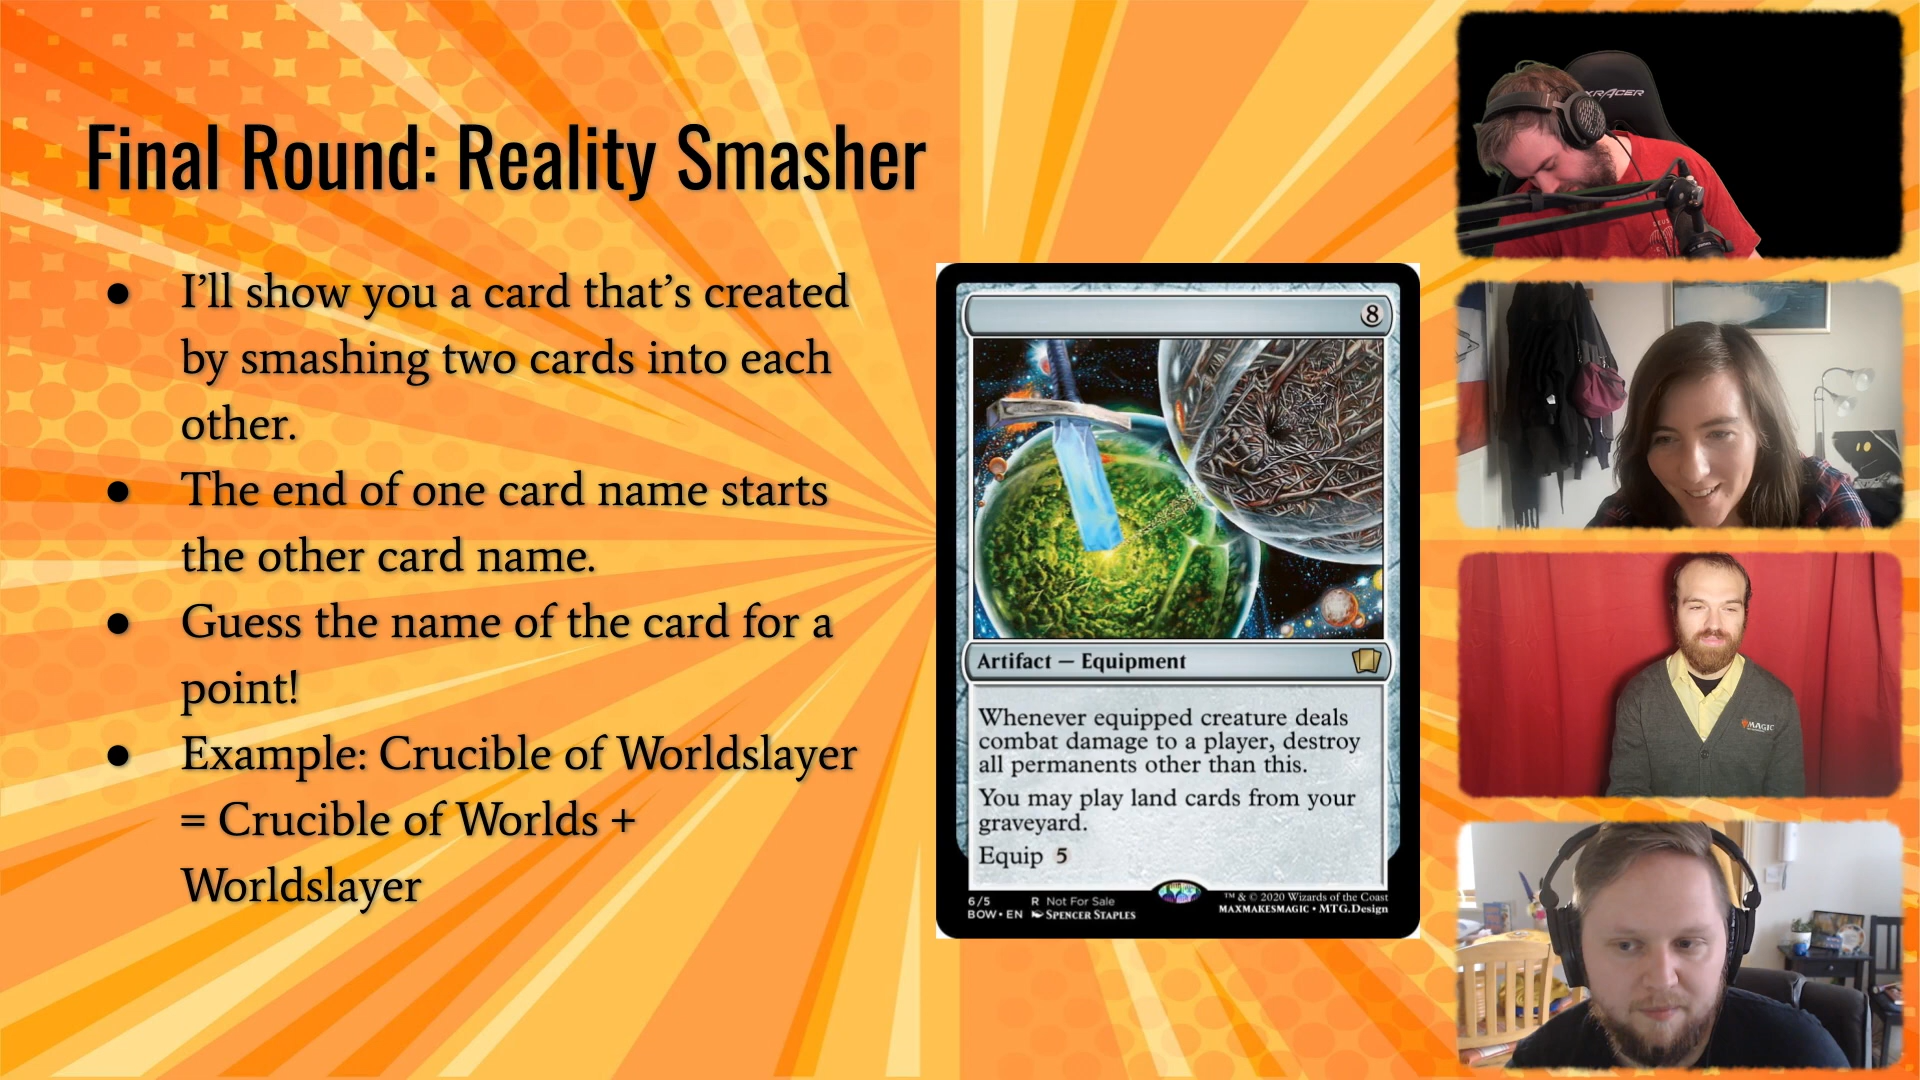 Final Round: Reality Smasher
● I’ll show you a card that’s created
by smashing two cards into each
other.
● The end of one card name starts
the other card name.
● Guess the name of the card for a
point!
● Example: Crucible of Worldslayer
= Crucible of Worlds +
Worldslayer
8
Artifact — Equipment
Whenever equipped creature deals
combat damage to a player, destroy
all permanents other than this.
You may play land cards from your
graveyard.
Equip 5
6/5 R Not For Sale
BOW • EN SPENCER STAPLES
™ & © 2020 Wizards of the Coast
MAXMAKESMAGIC • MTG.Design
XRACER
MAGIC